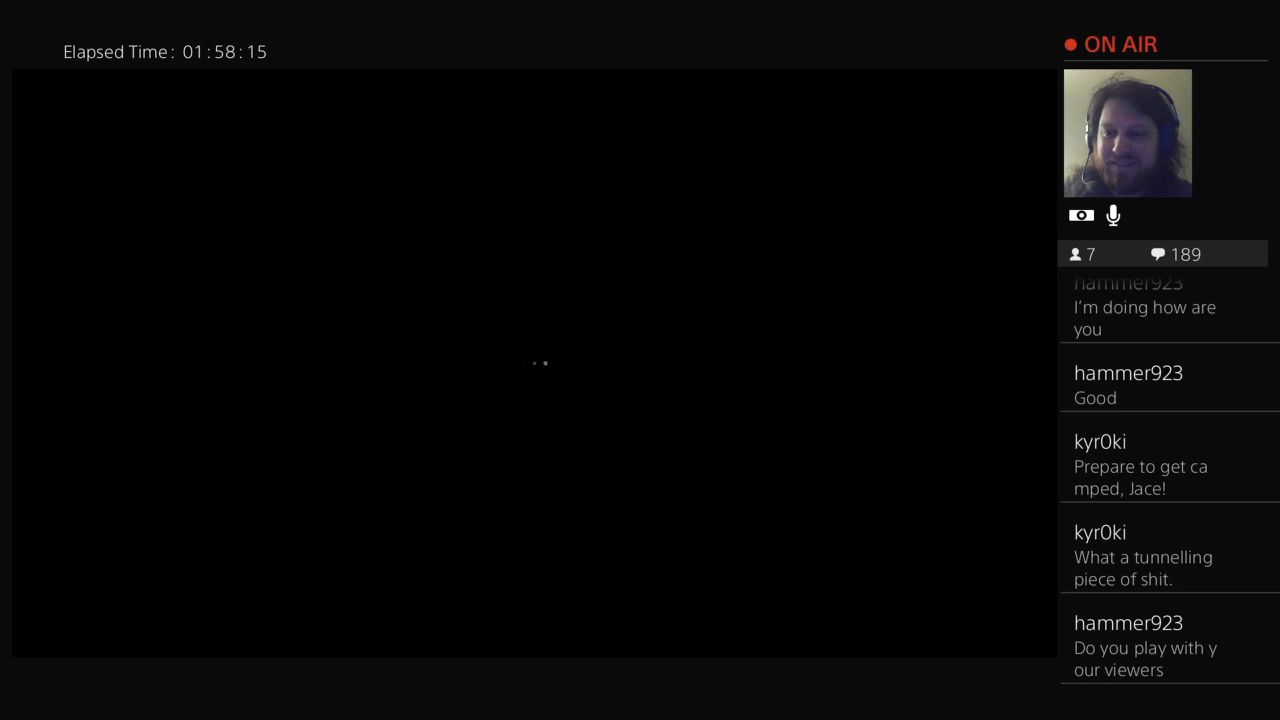 Elapsed Time: 01:58:15
ON AIR
7 189
hammer923
I'm doing how are
you
hammer923
Good
kyr0ki
Prepare to get ca
mped, Jace!
kyr0ki
What a tunnelling
piece of shit.
hammer923
Do you play with y
our viewers